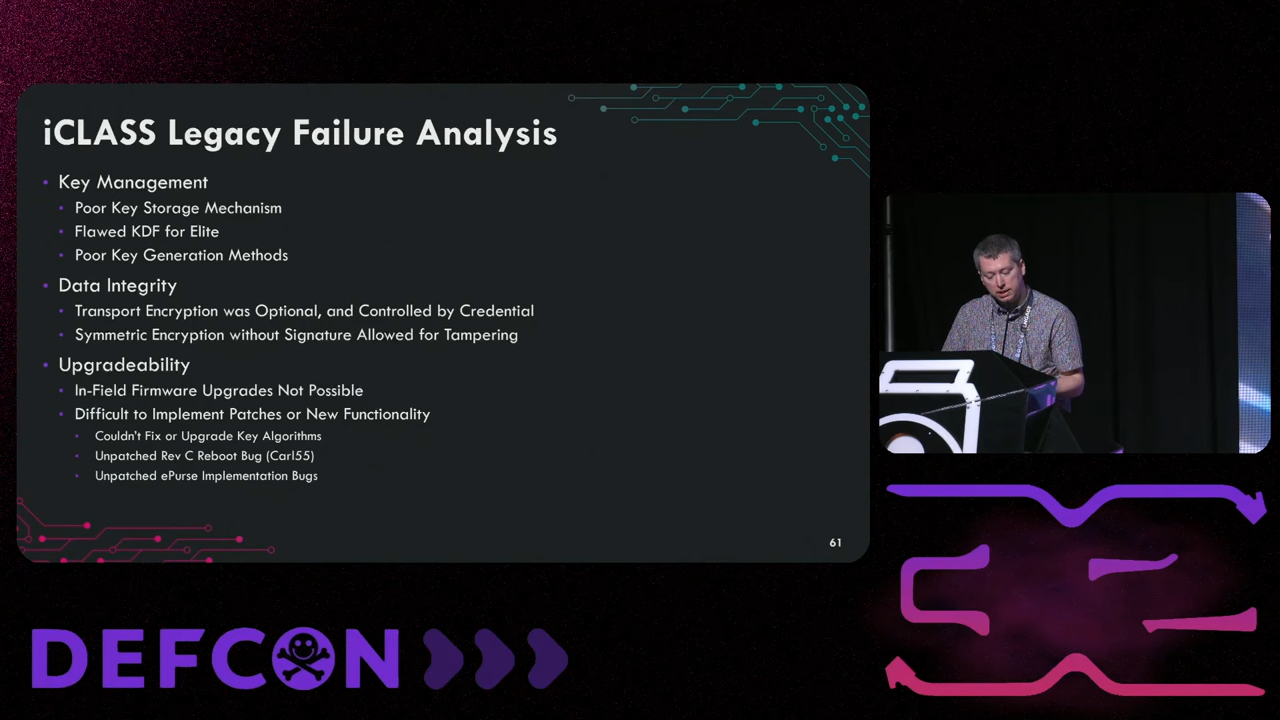 iCLASS Legacy Failure Analysis
• Key Management
• Poor Key Storage Mechanism
• Flawed KDF for Elite
• Poor Key Generation Methods
• Data Integrity
• Transport Encryption was Optional, and Controlled by Credential
• Symmetric Encryption without Signature Allowed for Tampering
• Upgradeability
• In-Field Firmware Upgrades Not Possible
• Difficult to Implement Patches or New Functionality
• Couldn't Fix or Upgrade Key Algorithms
• Unpatched Rev C Reboot Bug (Carl55)
• Unpatched ePurse Implementation Bugs
61
DEFCON